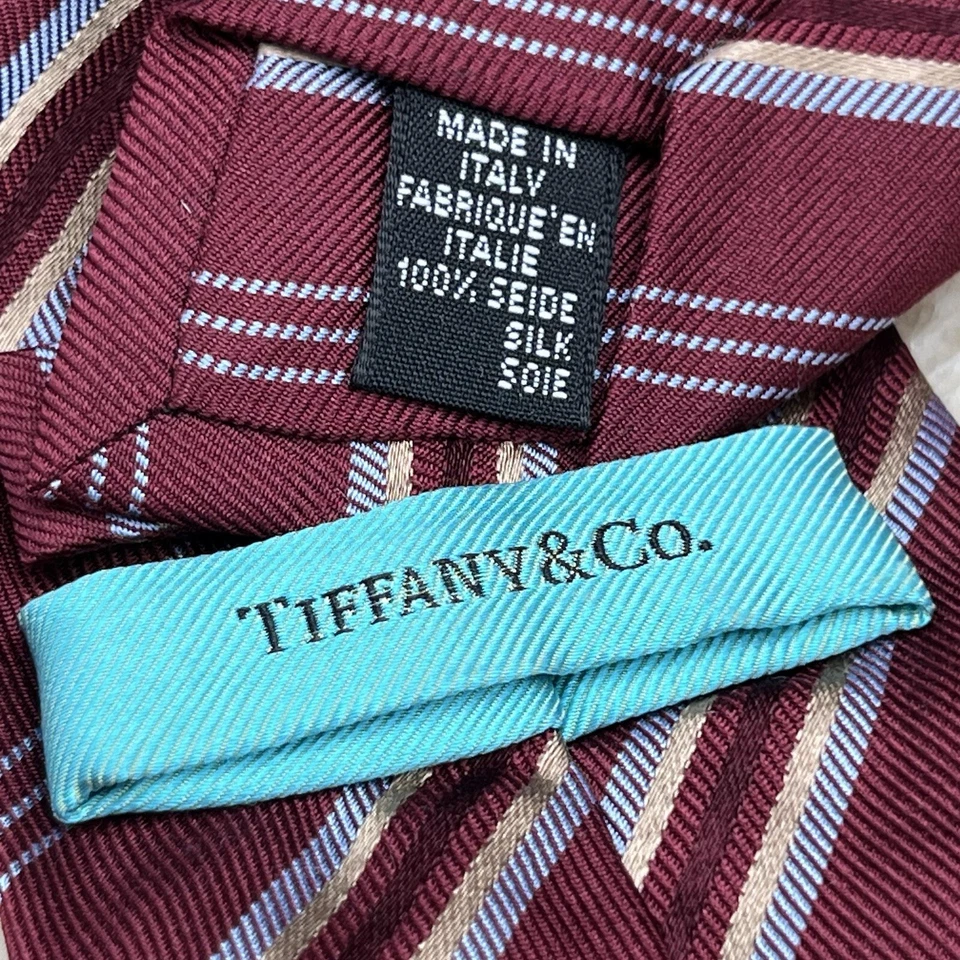 MADE IN
ITALY
FABRIQUE'EN
ITALIE
100% SEIDE
SILK
SOIE
TIFFANY&CO.